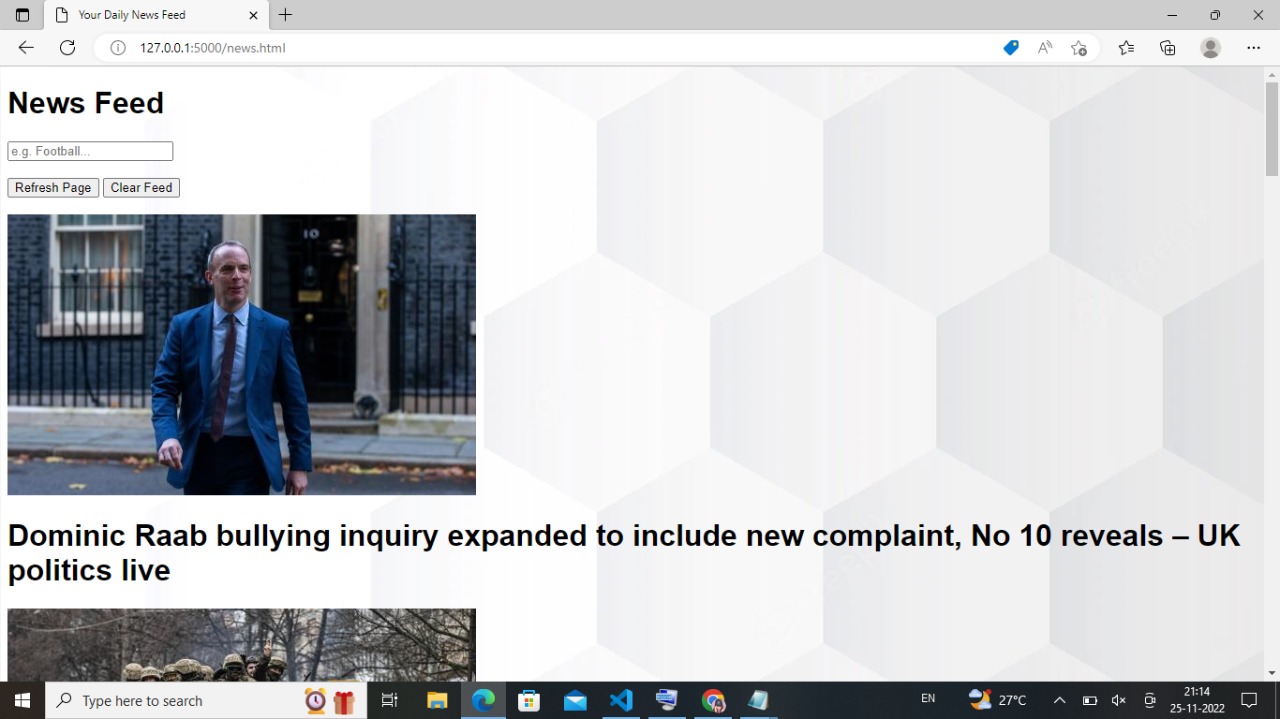 Your Daily News Feed
127.0.0.1:5000/news.html
News Feed
e.g. Football...
Refresh Page Clear Feed
10
Dominic Raab bullying inquiry expanded to include new complaint, No 10 reveals – UK
politics live
Type here to search
EN
27°C
21:14
25-11-2022